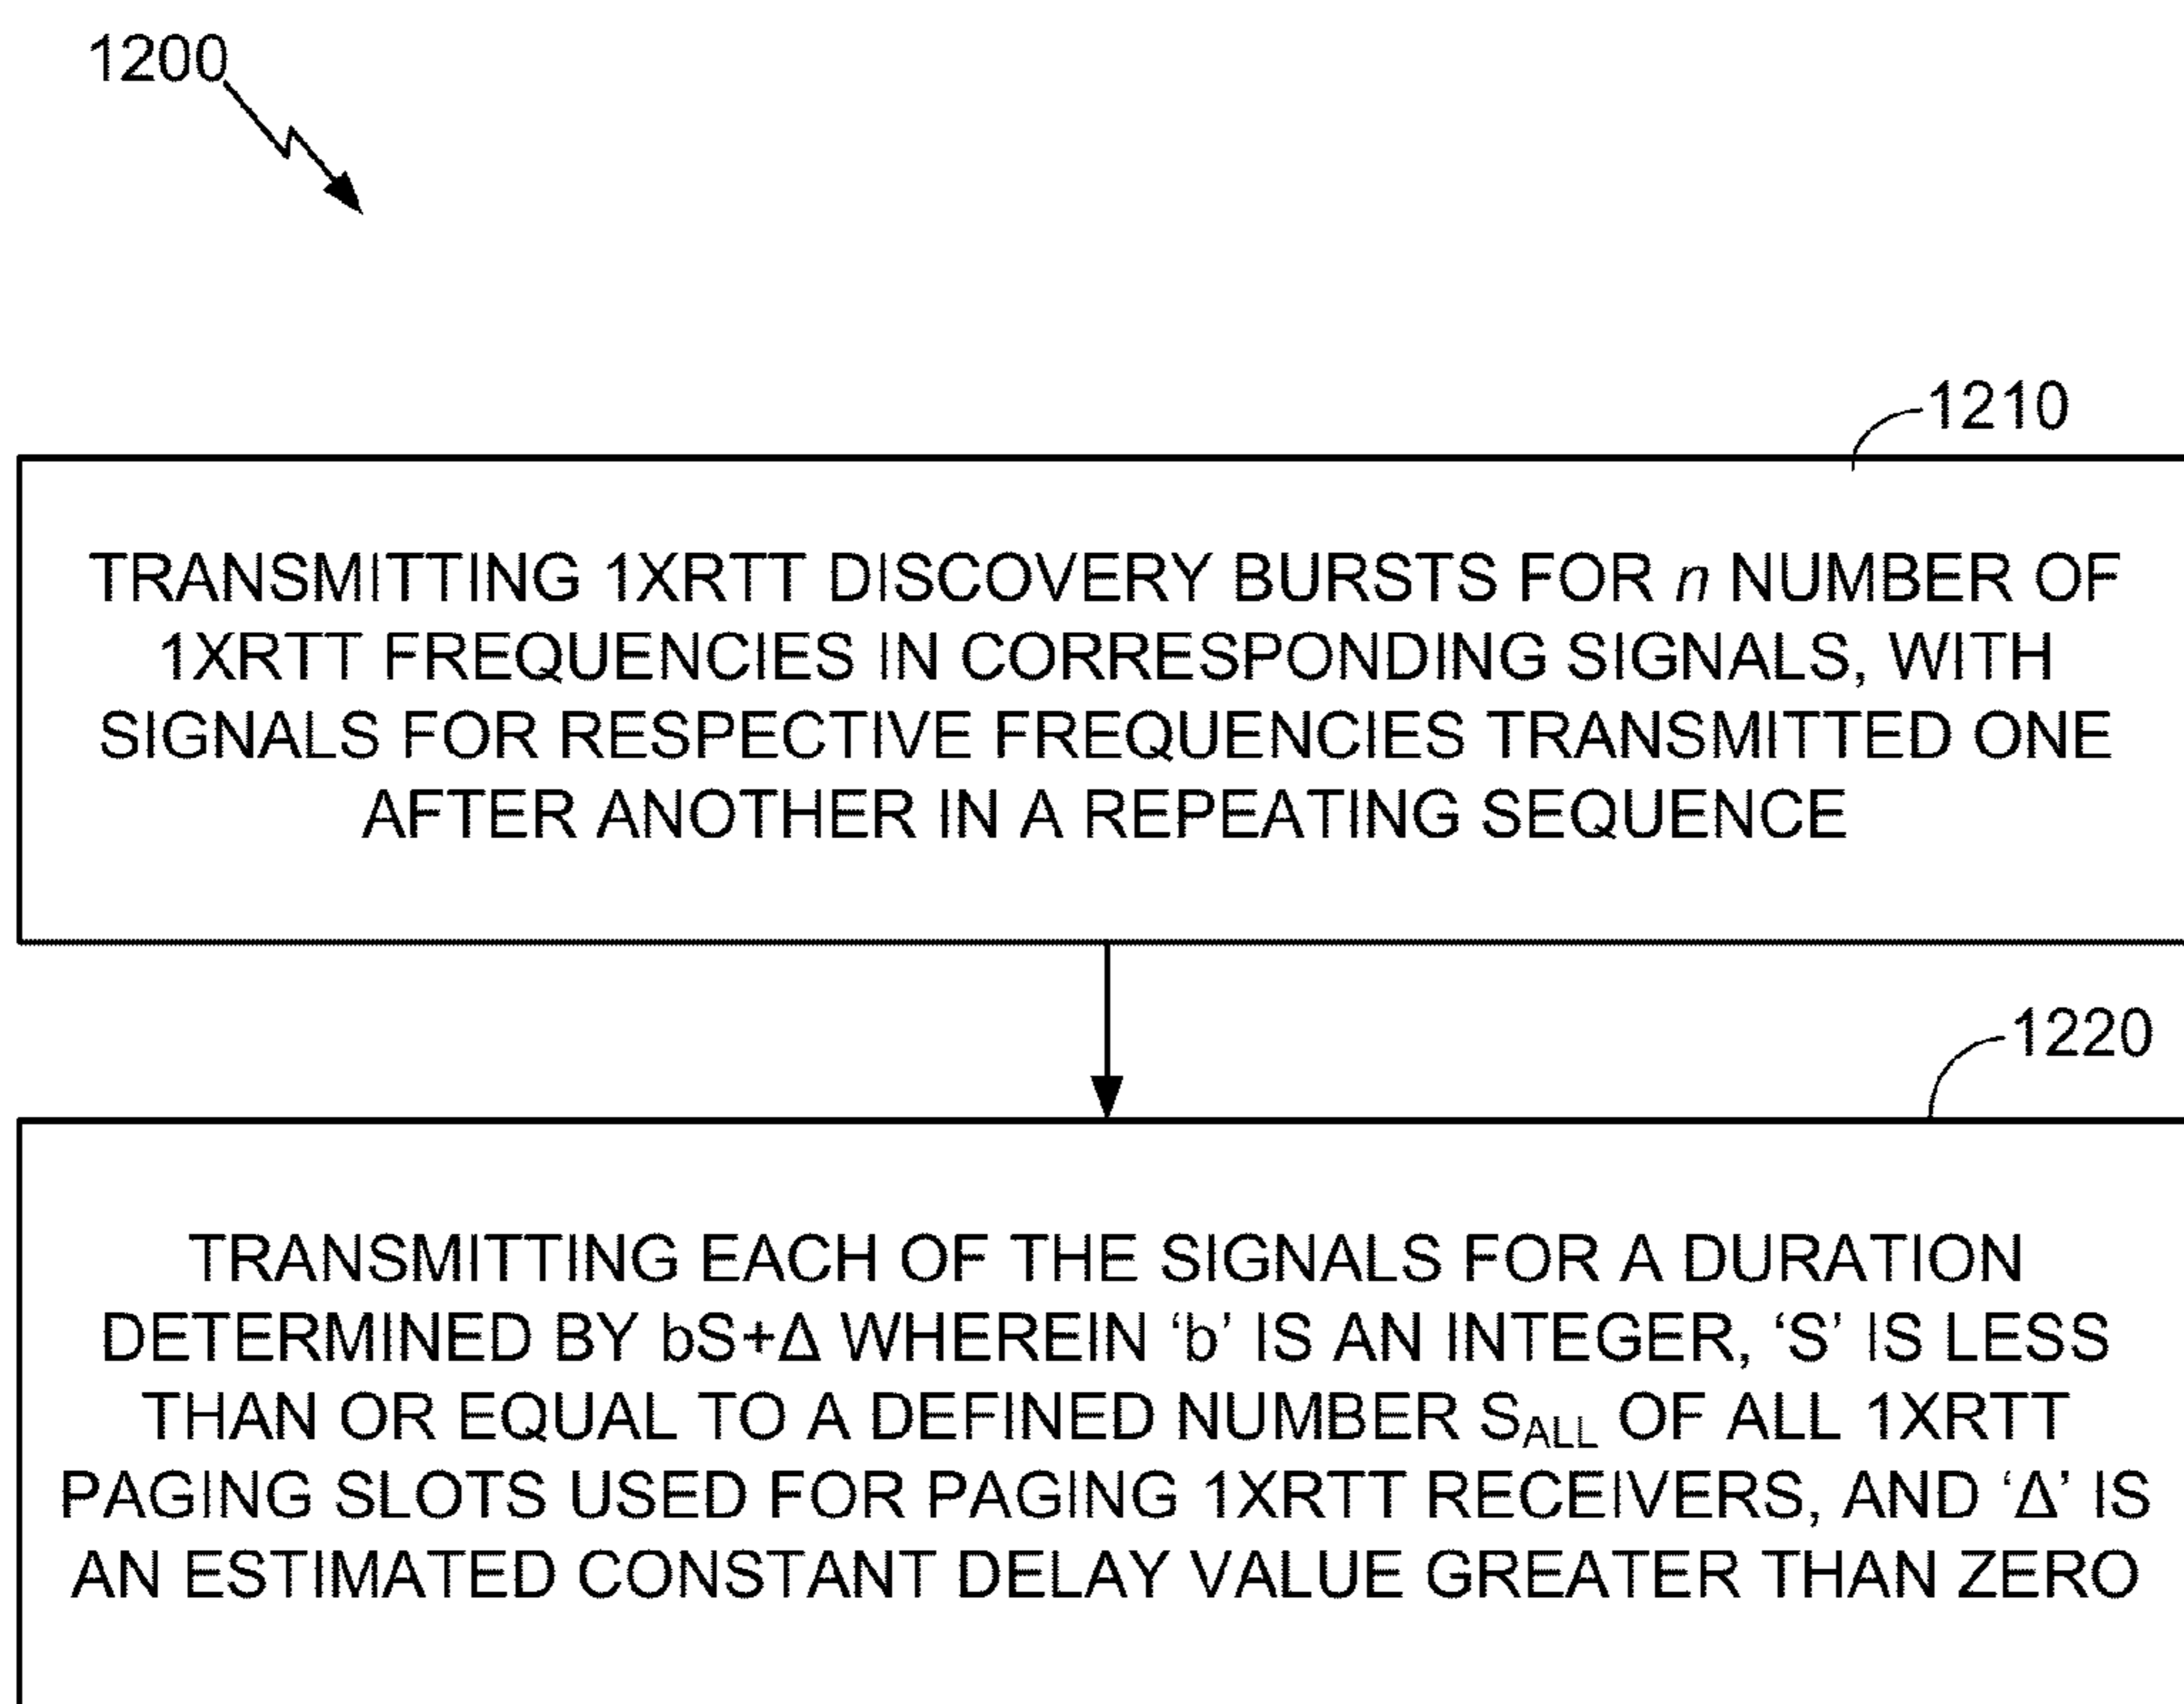 1200
1210
TRANSMITTING 1XRTT DISCOVERY BURSTS FOR n NUMBER OF
1XRTT FREQUENCIES IN CORRESPONDING SIGNALS, WITH
SIGNALS FOR RESPECTIVE FREQUENCIES TRANSMITTED ONE
AFTER ANOTHER IN A REPEATING SEQUENCE
1220
TRANSMITTING EACH OF THE SIGNALS FOR A DURATION
DETERMINED BY bS+Δ WHEREIN ‘b’ IS AN INTEGER, ‘S’ IS LESS
THAN OR EQUAL TO A DEFINED NUMBER SALL OF ALL 1XRTT
PAGING SLOTS USED FOR PAGING 1XRTT RECEIVERS, AND ‘Δ’ IS
AN ESTIMATED CONSTANT DELAY VALUE GREATER THAN ZERO